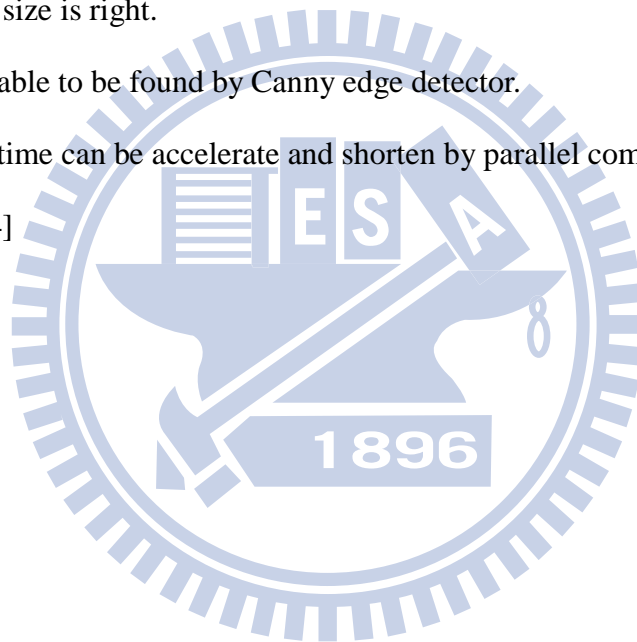 size is right.
able to be found by Canny edge detector.
time can be accelerate and shorten by parallel com
]
E S A
8
1896